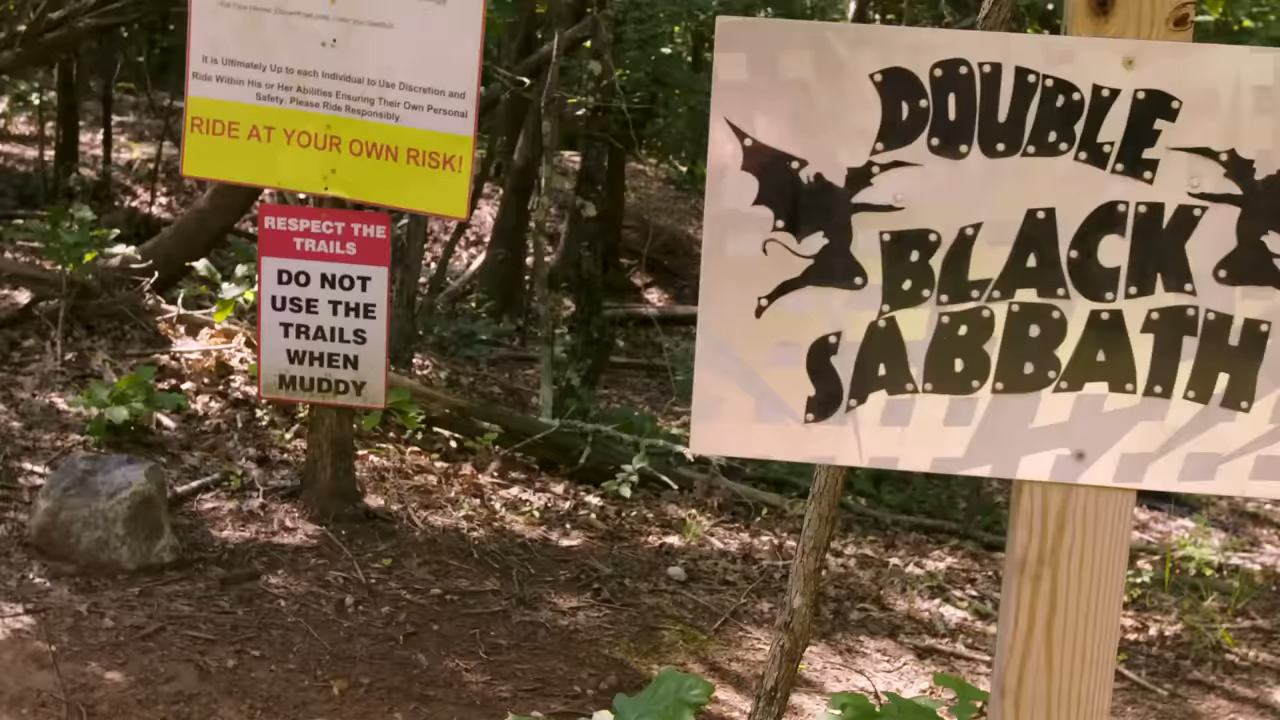 It is Ultimately Up to each Individual to Use Discretion and
Ride Within His or Her Abilities Ensuring Their Own Personal
Safety. Please Ride Responsibly.
RIDE AT YOUR OWN RISK!
RESPECT THE
TRAILS
DO NOT
USE THE
TRAILS
WHEN
MUDDY
DOUBLE
BLACK
SABBATH